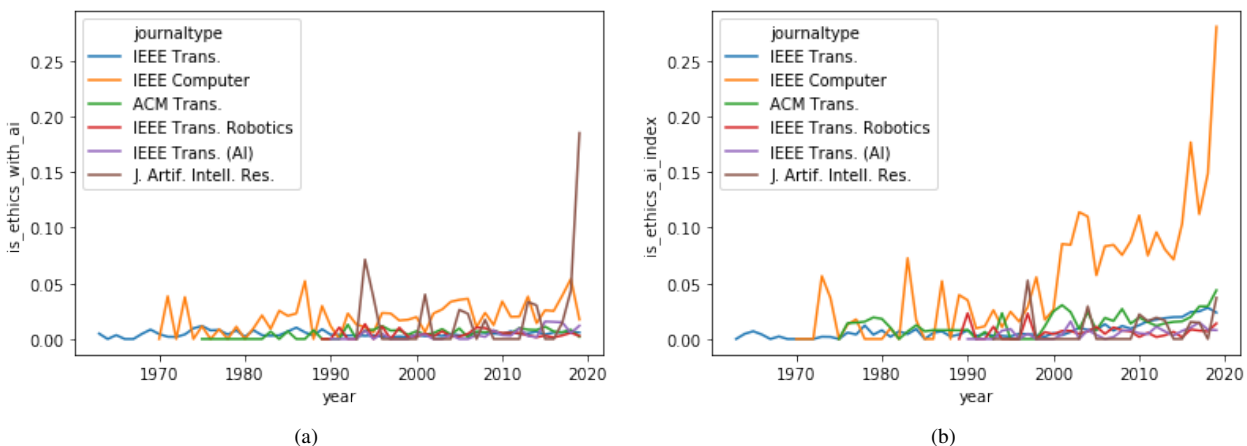 journaltype
IEEE Trans.
IEEE Computer
ACM Trans.
IEEE Trans. Robotics
IEEE Trans. (AI)
J. Artif. Intell. Res.
is_ethics_with_ai
0.25
0.20
0.15
0.10
0.05
0.00
1970 1980 1990 2000 2010 2020
year
(a)
journaltype
IEEE Trans.
IEEE Computer
ACM Trans.
IEEE Trans. Robotics
IEEE Trans. (AI)
J. Artif. Intell. Res.
is_ethics_ai_index
0.25
0.20
0.15
0.10
0.05
0.00
1970 1980 1990 2000 2010 2020
year
(b)